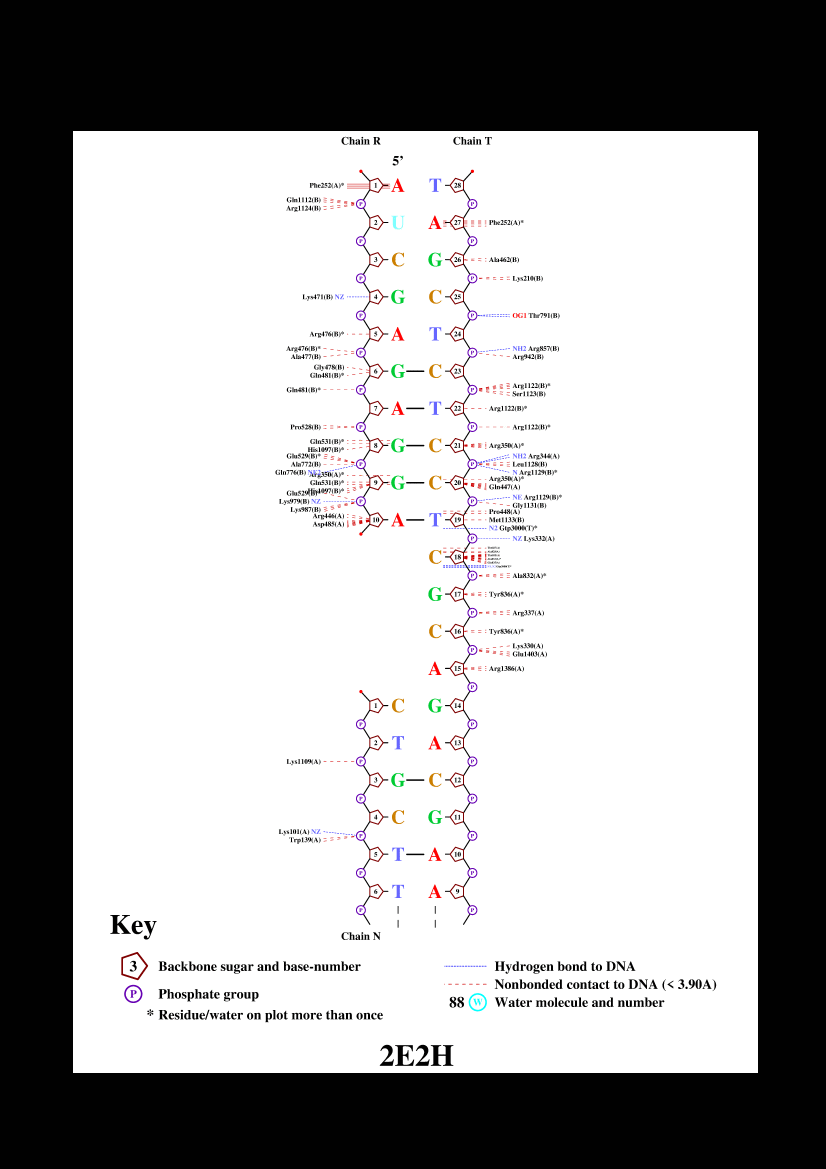 Chain R Chain T
5'
Phe252(A)* 1 A T 28
Gln1112(B) P P
Arg1124(B)
2 U A 27 Phe252(A)*
P P
3 C G 26 Ala462(B)
P P Lys210(B)
Lys471(B) NZ 4 G C 25
P P OG1 Thr791(B)
Arg476(B)* 5 A T 24
Arg476(B)* P P NH2 Arg857(B)
Ala477(B) Arg942(B)
Gly478(B) 6 G C 23
Gln481(B)*
Gln481(B)* P P Arg1122(B)*
Ser1123(B)
7 A T 22 Arg1122(B)*
Pro528(B) P P Arg1122(B)*
Gln531(B)* 8 G C 21 Arg350(A)*
His1097(B)*
Glu529(B)* P P NH2 Arg344(A)
Ala772(B) Leu1128(B)
Gln776(B) NE2 N Arg1129(B)*
Arg350(A)* 9 G C 20 Arg350(A)*
Gln531(B)* Gln447(A)
His1097(B)*
Glu529(B)* P P NE Arg1129(B)*
Lys979(B) NZ Gly1131(B)
Lys987(B) Pro448(A)
Arg446(A) 10 A T 19 Met1133(B)
Asp485(A) N2 Gtp3000(T)*
P NZ Lys332(A)
C 18
P Ala832(A)*
G 17 Tyr836(A)*
P Arg337(A)
C 16 Tyr836(A)*
P Lys330(A)
Glu1403(A)
A 15 Arg1386(A)
P
1 C G 14
P P
2 T A 13
Lys1109(A) P P
3 G C 12
P P
4 C G 11
Lys101(A) NZ P P
Trp139(A)
5 T A 10
P P
6 T A 9
P P
Chain N
Key
3 Backbone sugar and base-number
P Phosphate group
* Residue/water on plot more than once
Hydrogen bond to DNA
Nonbonded contact to DNA (< 3.90A)
88 W Water molecule and number
2E2H